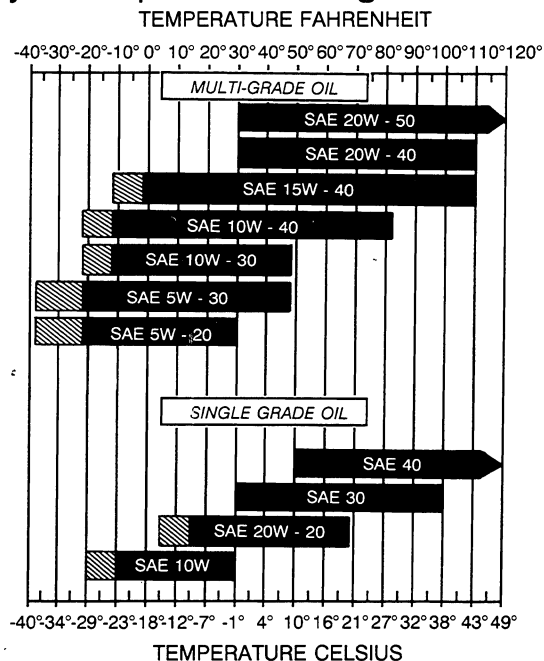 TEMPERATURE FAHRENHEIT
-40°-30°-20°-10° 0° 10° 20° 30° 40° 50° 60° 70° 80° 90°100°110°120°
MULTI-GRADE OIL
SAE 20W - 50
SAE 20W - 40
SAE 15W - 40
SAE 10W - 40
SAE 10W - 30
SAE 5W - 30
SAE 5W - 20
SINGLE GRADE OIL
SAE 40
SAE 30
SAE 20W - 20
SAE 10W
-40°-34°-29°-23°-18°-12°-7° -1° 4° 10° 16° 21° 27° 32° 38° 43° 49°
TEMPERATURE CELSIUS